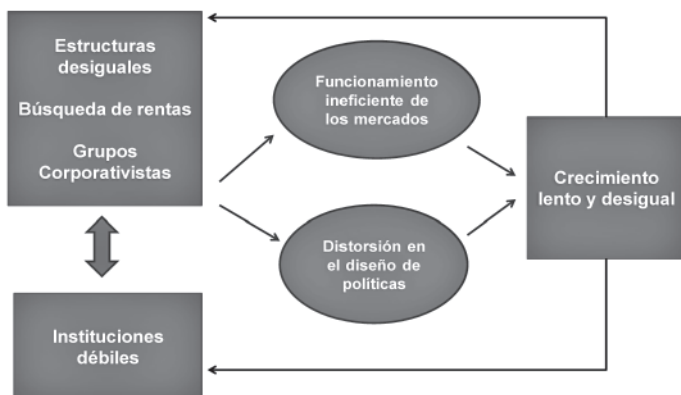 Estructuras
desiguales
Búsqueda de rentas
Grupos
Corporativistas
Funcionamiento
ineficiente de
los mercados
Distorsión en
el diseño de
políticas
Crecimiento
lento y desigual
Instituciones
débiles